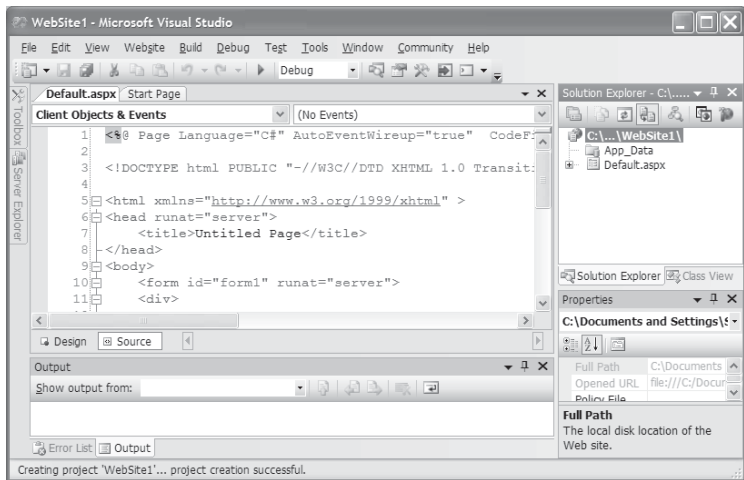 WebSite1 - Microsoft Visual Studio
File Edit View Website Build Debug Test Tools Window Community Help
Debug
Toolbox
Server Explorer
Default.aspx Start Page
Client Objects & Events (No Events)
1 <%@ Page Language="C#" AutoEventWireup="true" CodeFi
2
3 <!DOCTYPE html PUBLIC "-//W3C//DTD XHTML 1.0 Transit
4
5 <html xmlns="http://www.w3.org/1999/xhtml" >
6 <head runat="server">
7 <title>Untitled Page</title>
8 </head>
9 <body>
10 <form id="form1" runat="server">
11 <div>
Design Source
Output
Show output from:
Error List Output
Solution Explorer - C:\.....
C:\...\WebSite1\
App_Data
Default.aspx
Solution Explorer Class View
Properties
C:\Documents and Settings\
Full Path C:\Documents
Opened URL file:///C:/Docur
Policy File
Full Path
The local disk location of the
Web site.
Creating project 'WebSite1'... project creation successful.